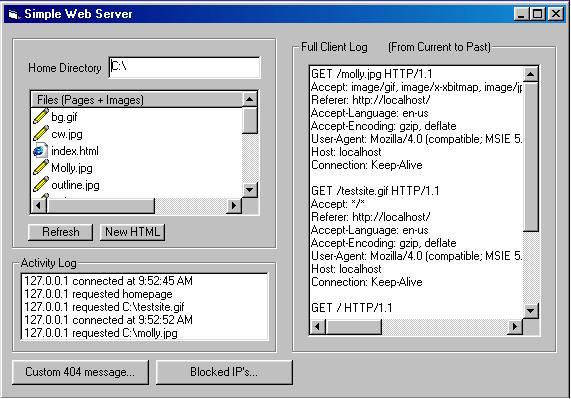 Simple Web Server
Home Directory
C:\
Files (Pages + Images)
bg.gif
cw.jpg
index.html
Molly.jpg
outline.jpg
Refresh
New HTML
Activity Log
127.0.0.1 connected at 9:52:45 AM
127.0.0.1 requested homepage
127.0.0.1 requested C:\testsite.gif
127.0.0.1 connected at 9:52:52 AM
127.0.0.1 requested C:\molly.jpg
Custom 404 message...
Blocked IP's...
Full Client Log (From Current to Past)
GET /molly.jpg HTTP/1.1
Accept: image/gif, image/x-xbitmap, image/jp
Referer: http://localhost/
Accept-Language: en-us
Accept-Encoding: gzip, deflate
User-Agent: Mozilla/4.0 (compatible; MSIE 5.
Host: localhost
Connection: Keep-Alive
GET /testsite.gif HTTP/1.1
Accept: */*
Referer: http://localhost/
Accept-Language: en-us
Accept-Encoding: gzip, deflate
User-Agent: Mozilla/4.0 (compatible; MSIE 5.
Host: localhost
Connection: Keep-Alive
GET / HTTP/1.1